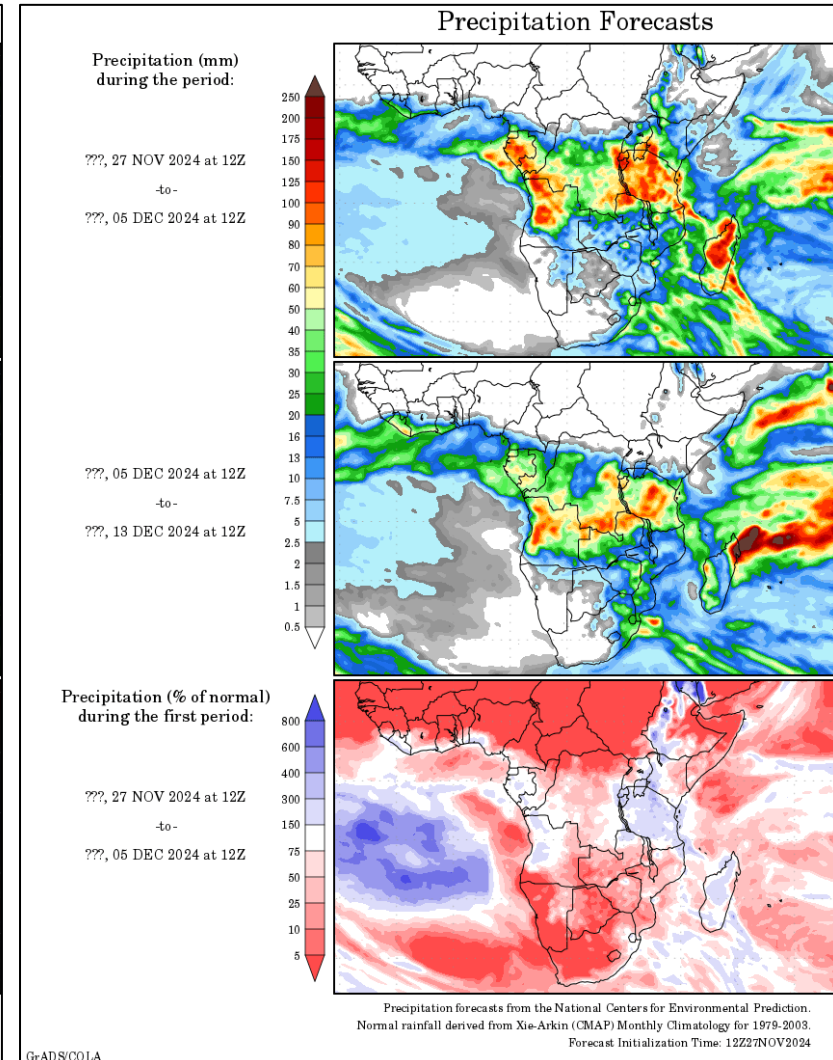 Precipitation Forecasts
Precipitation (mm)
during the period:
???, 27 NOV 2024 at 12Z
-to-
???, 05 DEC 2024 at 12Z
250
200
175
150
125
100
90
80
70
60
50
40
35
30
25
20
16
13
10
7.5
5
2.5
2
1.5
1
0.5
???, 05 DEC 2024 at 12Z
-to-
???, 13 DEC 2024 at 12Z
Precipitation (% of normal)
during the first period:
???, 27 NOV 2024 at 12Z
-to-
???, 05 DEC 2024 at 12Z
800
600
400
300
150
75
50
25
10
5
Precipitation forecasts from the National Centers for Environmental Prediction.
Normal rainfall derived from Xie-Arkin (CMAP) Monthly Climatology for 1979-2003.
Forecast Initialization Time: 12Z27NOV2024
GrADS/COLA